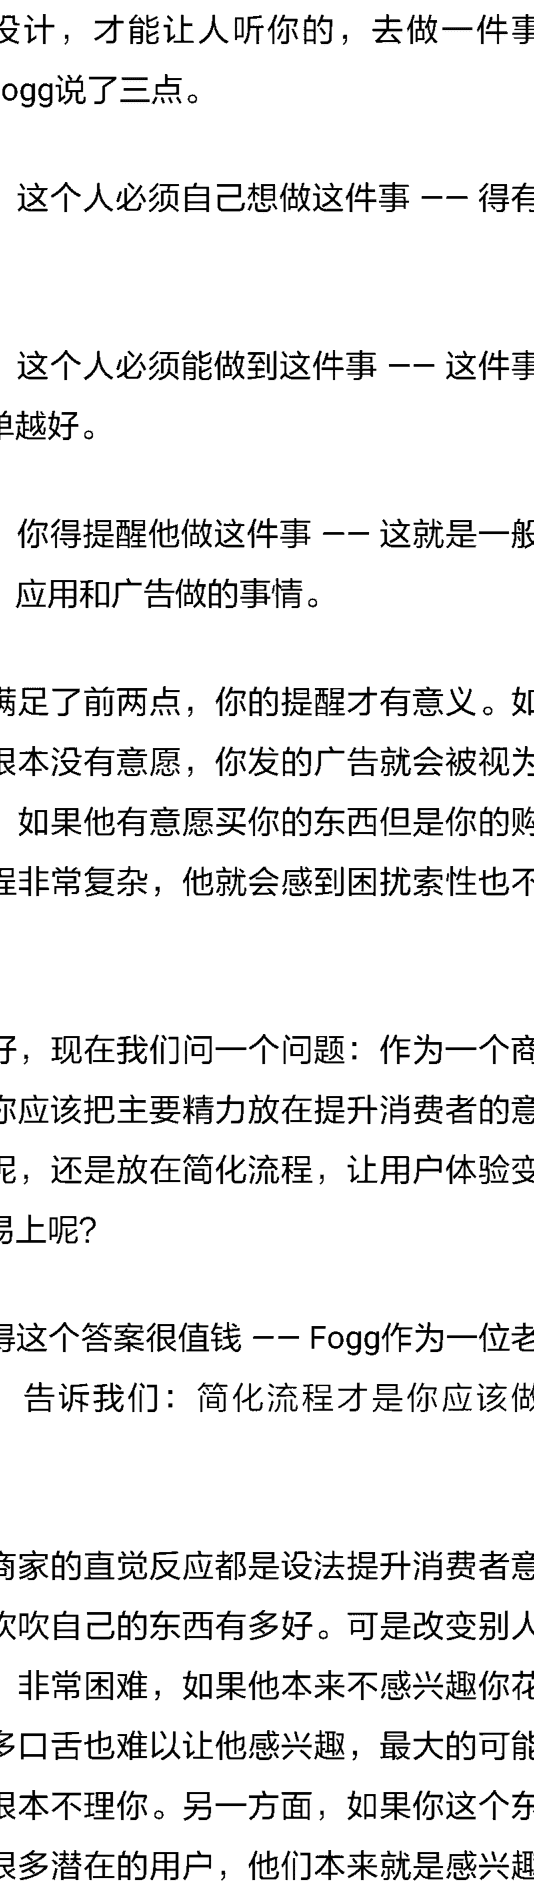 设计，才能让人听你的，去做一件事
ogg说了三点。
这个人必须自己想做这件事 —— 得有
这个人必须能做到这件事 —— 这件事
单越好。
你得提醒他做这件事 —— 这就是一般
应用和广告做的事情。
满足了前两点，你的提醒才有意义。如
根本没有意愿，你发的广告就会被视为
如果他有意愿买你的东西但是你的购
程非常复杂，他就会感到困扰索性也不
好，现在我们问一个问题：作为一个商
你应该把主要精力放在提升消费者的意
呢，还是放在简化流程，让用户体验变
易上呢？
得这个答案很值钱 —— Fogg作为一位老
告诉我们：简化流程才是你应该做
商家的直觉反应都是设法提升消费者意
吹吹自己的东西有多好。可是改变别人
非常困难，如果他本来不感兴趣你花
多口舌也难以让他感兴趣，最大的可能
根本不理你。另一方面，如果你这个东
很多潜在的用户，他们本来就是感兴趣